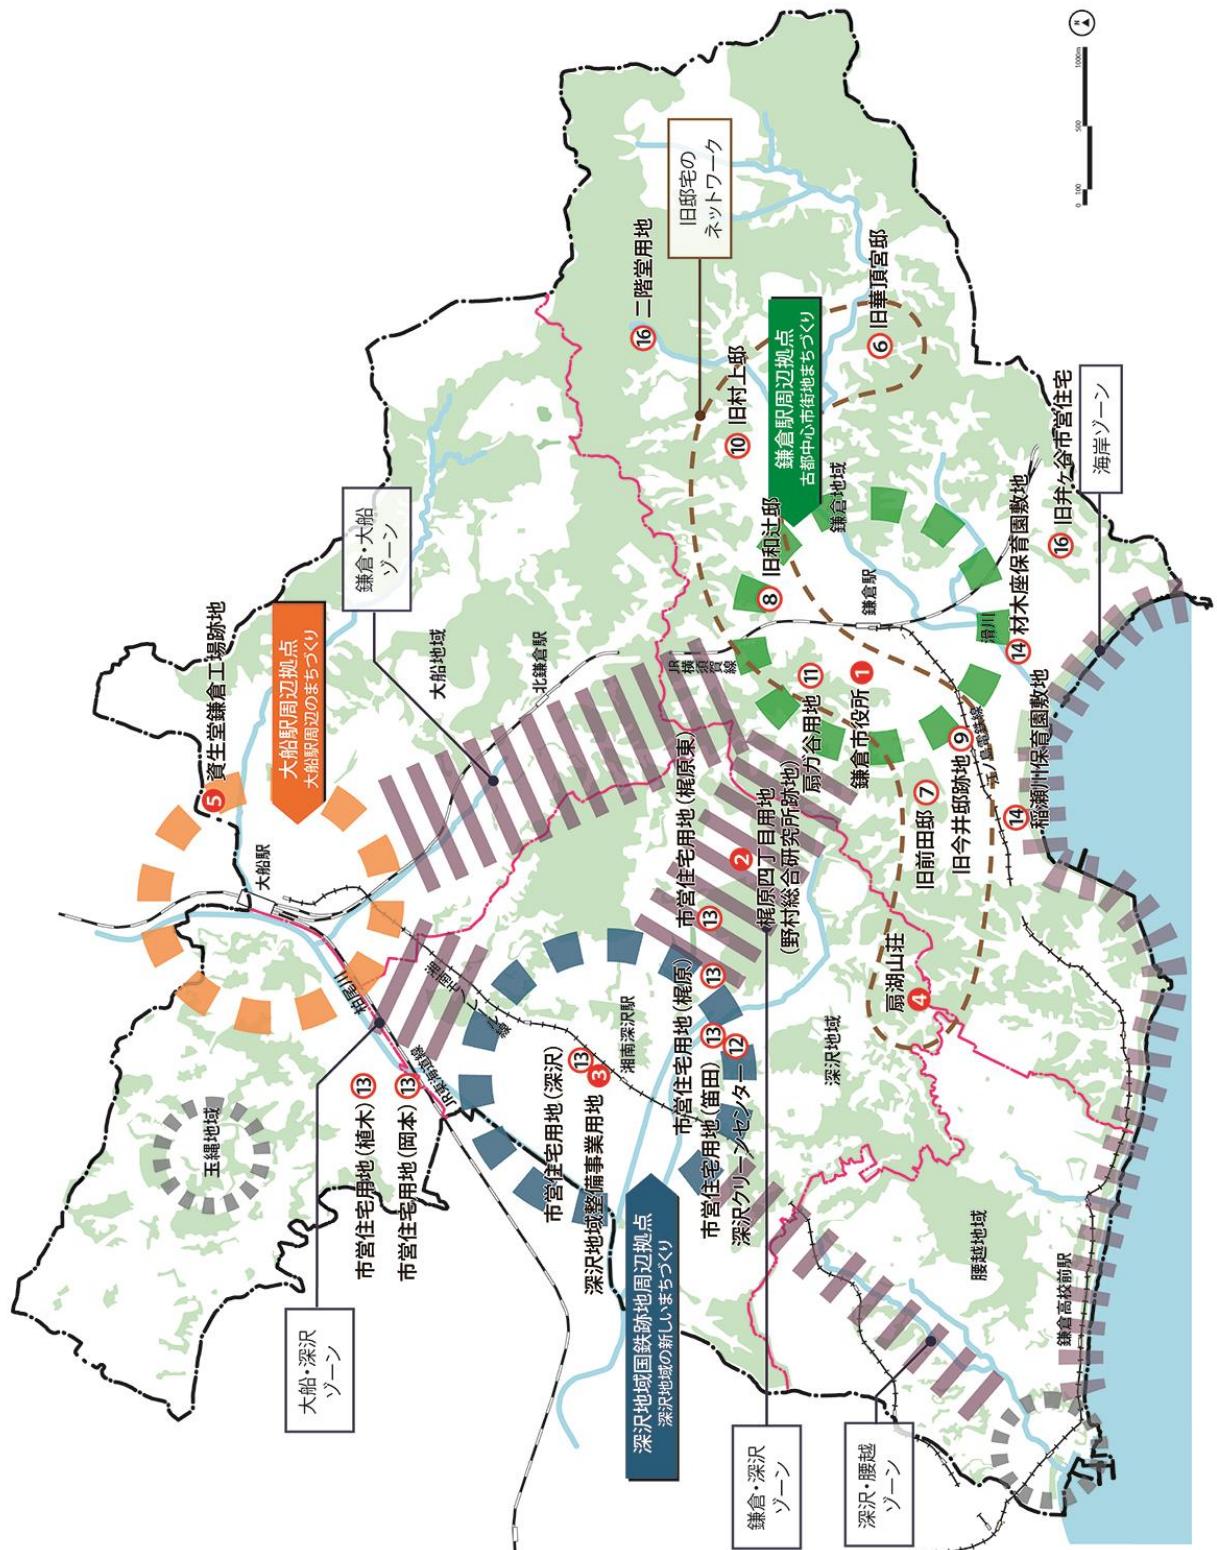 N
0 100 500 1000m
旧邸宅の
ネットワーク
⑯ 二階堂用地
⑥ 旧華頂宮邸
⑩ 旧村上邸
鎌倉駅周辺拠点
古都中心市街地まちづくり
⑯ 旧弁ヶ谷市営住宅
海岸ゾーン
鎌倉・大船
ゾーン
⑧ 旧和辻邸
鎌倉地域
鎌倉駅
滑川
⑭ 材木座保育園敷地
❺ 資生堂鎌倉工場跡地
大船駅周辺拠点
大船駅周辺のまちづくり
大船地域
北鎌倉駅
JR横須賀線
⑪
扇ガ谷用地
❶
鎌倉市役所
⑨
旧今井邸跡地
⑦
旧前田邸
⑭
稲瀬川保育園敷地
大船駅
市営住宅用地(梶原東)
⑬
❷
梶原四丁目用地
(野村総合研究所跡地)
扇湖山荘
❹
柏尾川
JR東海道線
湘南深沢駅
⑬
市営住宅用地(梶原)
⑬
市営住宅用地(笛田)
⑫
深沢クリーンセンター
深沢地域
玉縄地域
⑬
市営住宅用地(植木)
⑬
市営住宅用地(岡本)
⑬
市営住宅用地(深沢)
❸
深沢地域整備事業用地
深沢地域国鉄跡地周辺拠点
深沢地域の新しいまちづくり
腰越地域
鎌倉高校前駅
大船・深沢
ゾーン
鎌倉・深沢
ゾーン
深沢・腰越
ゾーン